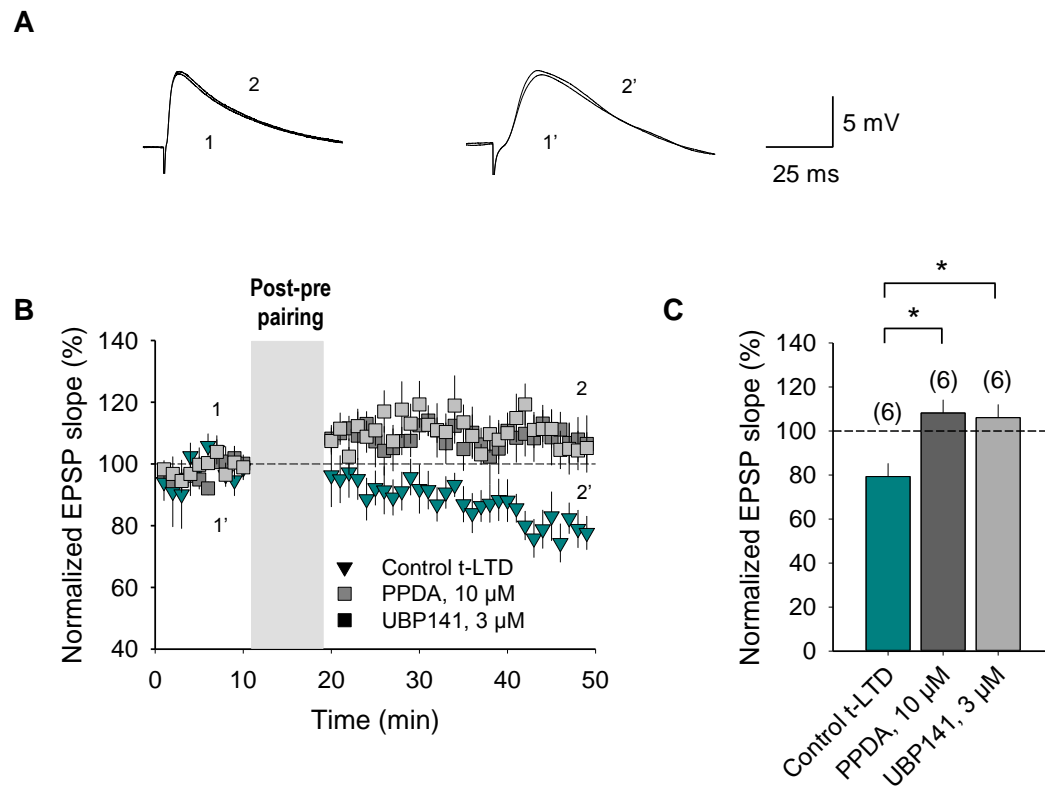 A
2
1
2'
1'
5 mV
25 ms
B
Post-pre
pairing
Normalized EPSP slope (%)
140
120
100
80
60
40
1
1'
2
2'
Control t-LTD
PPDA, 10 µM
UBP141, 3 µM
0
10
20
30
40
50
Time (min)
C
*
*
Normalized EPSP slope (%)
140
120
100
80
60
40
20
0
(6)
(6)
(6)
Control t-LTD
PPDA, 10 µM
UBP141, 3 µM